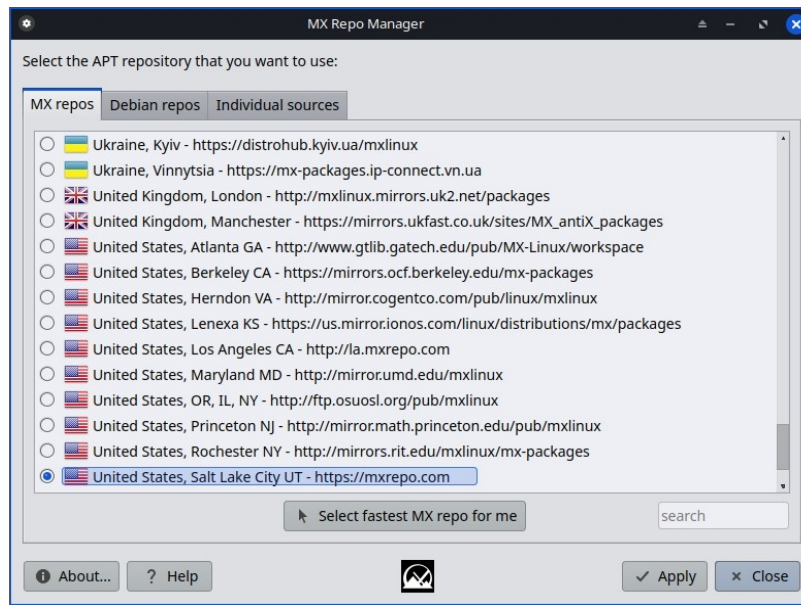 MX Repo Manager
Select the APT repository that you want to use:
MX repos Debian repos Individual sources
Ukraine, Kyiv - https://distrohub.kyiv.ua/mxlinux
Ukraine, Vinnytsia - https://mx-packages.ip-connect.vn.ua
United Kingdom, London - http://mxlinux.mirrors.uk2.net/packages
United Kingdom, Manchester - https://mirrors.ukfast.co.uk/sites/MX_antiX_packages
United States, Atlanta GA - http://www.gtlib.gatech.edu/pub/MX-Linux/workspace
United States, Berkeley CA - https://mirrors.ocf.berkeley.edu/mx-packages
United States, Herndon VA - http://mirror.cogentco.com/pub/linux/mxlinux
United States, Lenexa KS - https://us.mirror.ionos.com/linux/distributions/mx/packages
United States, Los Angeles CA - http://la.mxrepo.com
United States, Maryland MD - http://mirror.umd.edu/mxlinux
United States, OR, IL, NY - http://ftp.osuosl.org/pub/mxlinux
United States, Princeton NJ - http://mirror.math.princeton.edu/pub/mxlinux
United States, Rochester NY - http://mirrors.rit.edu/mxlinux/mx-packages
United States, Salt Lake City UT - https://mxrepo.com
Select fastest MX repo for me search
About... ? Help Apply Close